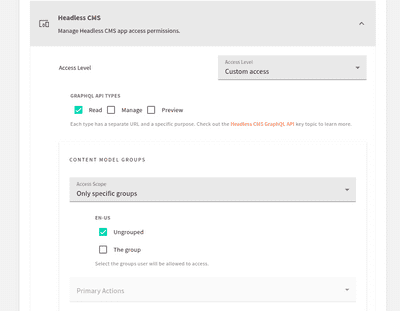 Headless CMS
Manage Headless CMS app access permissions.
Access Level
Access Level
Custom access
GRAPHQL API TYPES
Read Manage Preview
Each type has a separate URL and a specific purpose. Check out the Headless CMS GraphQL API key topic to learn more.
CONTENT MODEL GROUPS
Access Scope
Only specific groups
EN-US
Ungrouped
The group
Select the groups user will be allowed to access.
Primary Actions